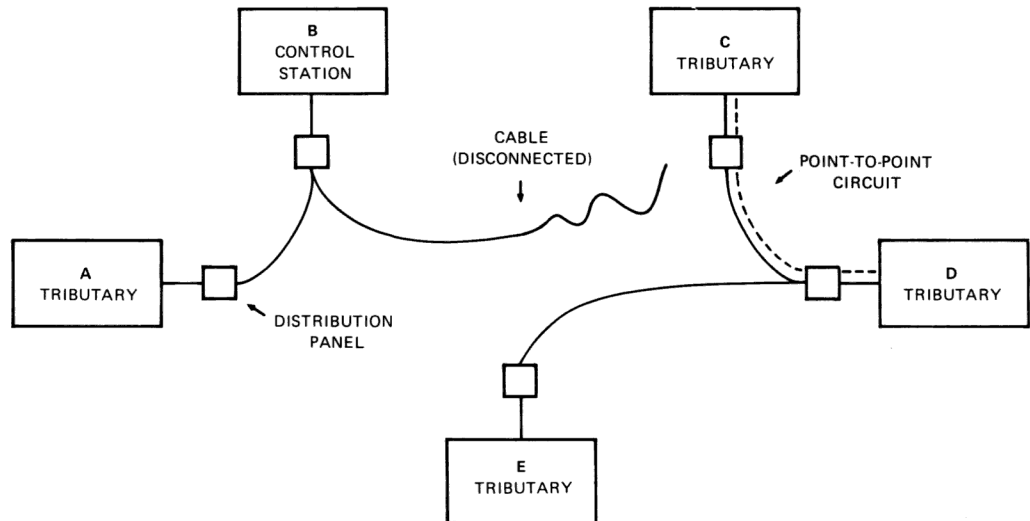 B
CONTROL
STATION
C
TRIBUTARY
CABLE
(DISCONNECTED)
POINT-TO-POINT
CIRCUIT
A
TRIBUTARY
DISTRIBUTION
PANEL
D
TRIBUTARY
E
TRIBUTARY